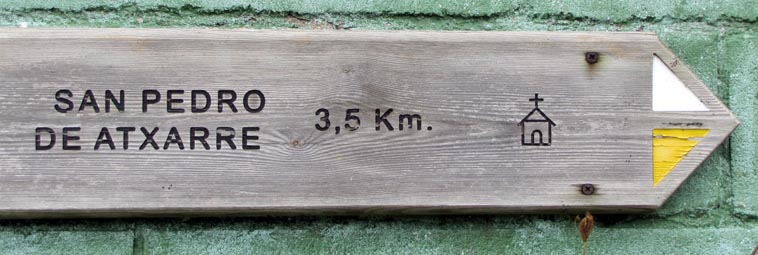 SAN PEDRO
DE ATXARRE
3,5 Km.